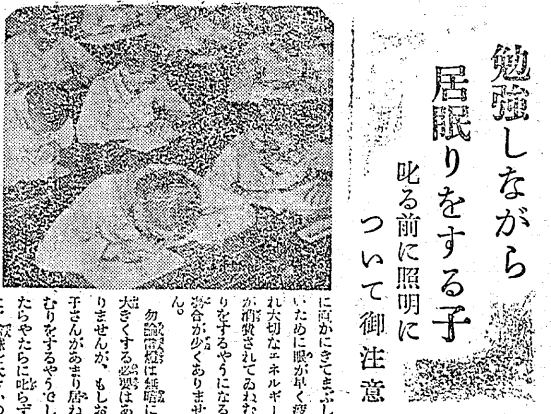 勉強しながら
居眠りをする子
叱る前に照明に
ついて御注意
に直かにきてまぶし
いために眼が早く疲
れ大切なエネルギー
が消費されてゐねむ
りをするやうになる
場合が少くありませ
ん。
勿論電燈は無暗に
大きくする必要はあ
りませんが、もしお
子さんがあまり居ね
むりをするやうでし
たらやたらに叱らず